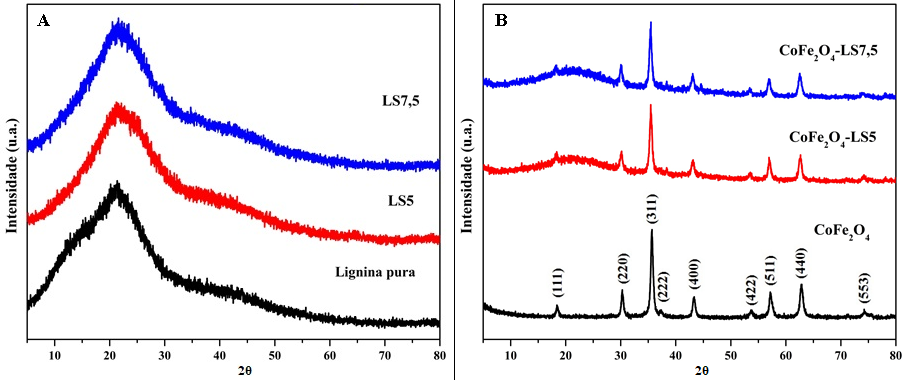 A
LS7,5
LS5
Lignina pura
Intensidade (u.a.)
10 20 30 40 50 60 70 80
2θ
B
CoFe₂O₄-LS7,5
CoFe₂O₄-LS5
CoFe₂O₄
(111) (220) (311) (222) (400) (422) (511) (440) (553)
Intensidade (u.a.)
10 20 30 40 50 60 70 80
2θ